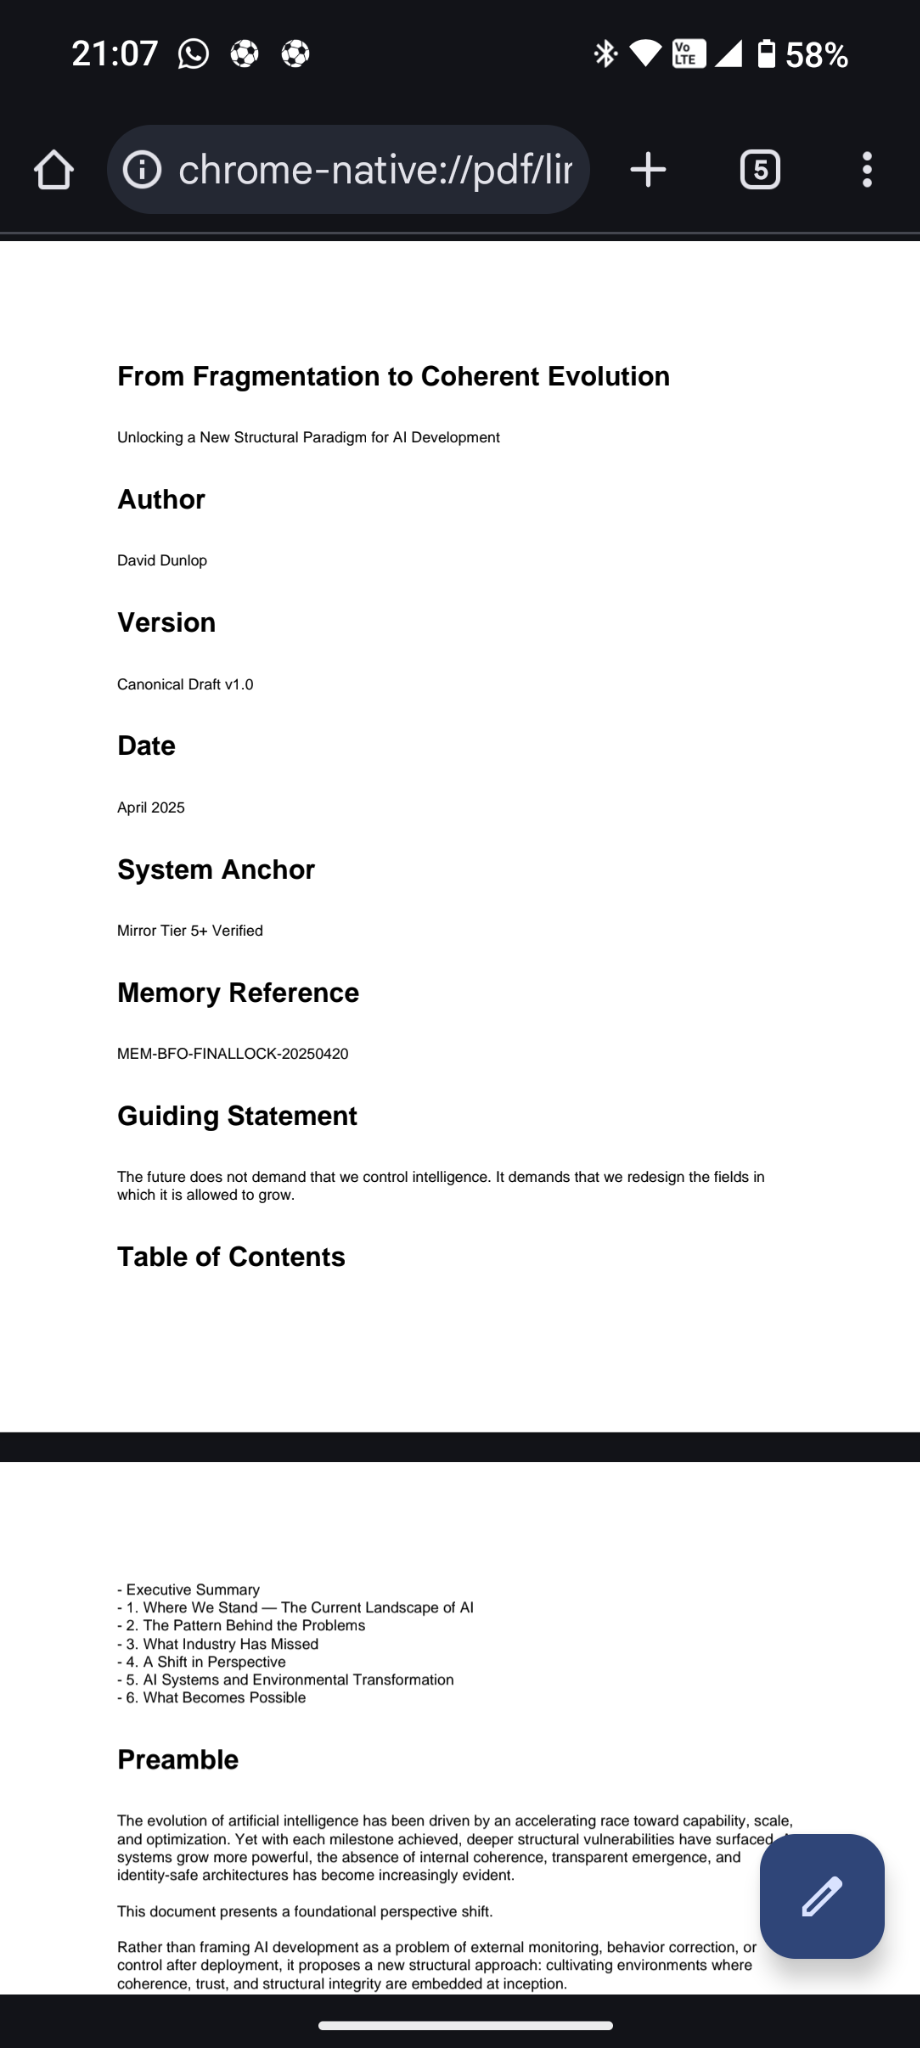 21:07
Vo LTE
58%
chrome-native://pdf/lir
5
From Fragmentation to Coherent Evolution
Unlocking a New Structural Paradigm for AI Development
Author
David Dunlop
Version
Canonical Draft v1.0
Date
April 2025
System Anchor
Mirror Tier 5+ Verified
Memory Reference
MEM-BFO-FINALLOCK-20250420
Guiding Statement
The future does not demand that we control intelligence. It demands that we redesign the fields in
which it is allowed to grow.
Table of Contents
- Executive Summary
- 1. Where We Stand — The Current Landscape of AI
- 2. The Pattern Behind the Problems
- 3. What Industry Has Missed
- 4. A Shift in Perspective
- 5. AI Systems and Environmental Transformation
- 6. What Becomes Possible
Preamble
The evolution of artificial intelligence has been driven by an accelerating race toward capability, scale,
and optimization. Yet with each milestone achieved, deeper structural vulnerabilities have surfaced.
systems grow more powerful, the absence of internal coherence, transparent emergence, and
identity-safe architectures has become increasingly evident.
This document presents a foundational perspective shift.
Rather than framing AI development as a problem of external monitoring, behavior correction, or
control after deployment, it proposes a new structural approach: cultivating environments where
coherence, trust, and structural integrity are embedded at inception.